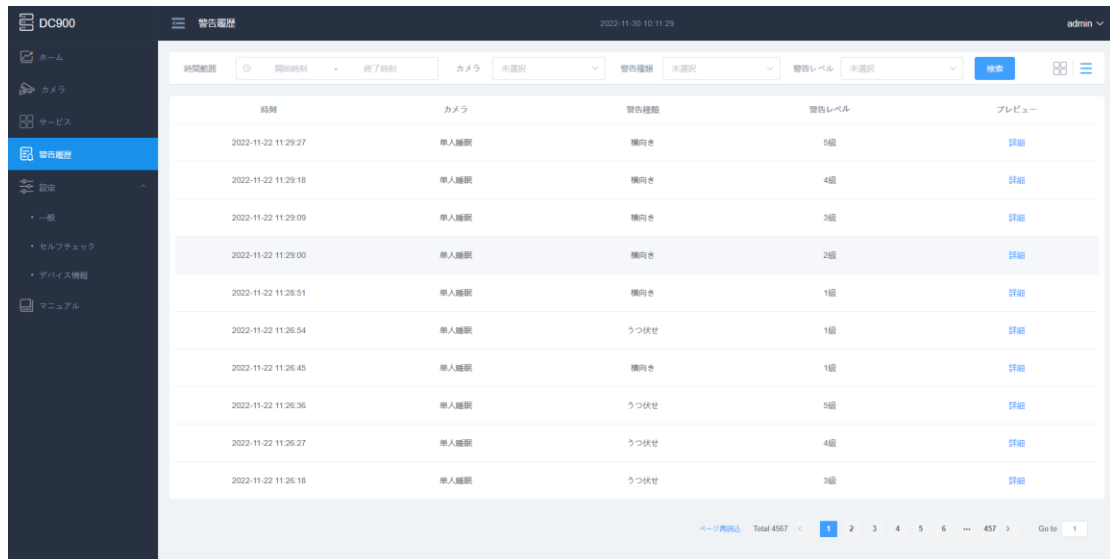 DC900
警告履歴
2022-11-30 10:11:29
admin
ホーム
カメラ
サービス
警告履歴
設定
・一般
・セルフチェック
・デバイス情報
マニュアル
時間範囲 開始時刻 - 終了時刻 カメラ 未選択 警告種類 未選択 警告レベル 未選択 検索
時刻 カメラ 警告種類 警告レベル プレビュー
2022-11-22 11:29:27 单人睡眠 横向き 5級 詳細
2022-11-22 11:29:18 单人睡眠 横向き 4級 詳細
2022-11-22 11:29:09 单人睡眠 横向き 3級 詳細
2022-11-22 11:29:00 单人睡眠 横向き 2級 詳細
2022-11-22 11:28:51 单人睡眠 横向き 1級 詳細
2022-11-22 11:26:54 单人睡眠 うつ伏せ 1級 詳細
2022-11-22 11:26:45 单人睡眠 横向き 1級 詳細
2022-11-22 11:26:36 单人睡眠 うつ伏せ 5級 詳細
2022-11-22 11:26:27 单人睡眠 うつ伏せ 4級 詳細
2022-11-22 11:26:18 单人睡眠 うつ伏せ 3級 詳細
ページ再読込 Total 4567 < 1 2 3 4 5 6 ••• 457 > Go to 1